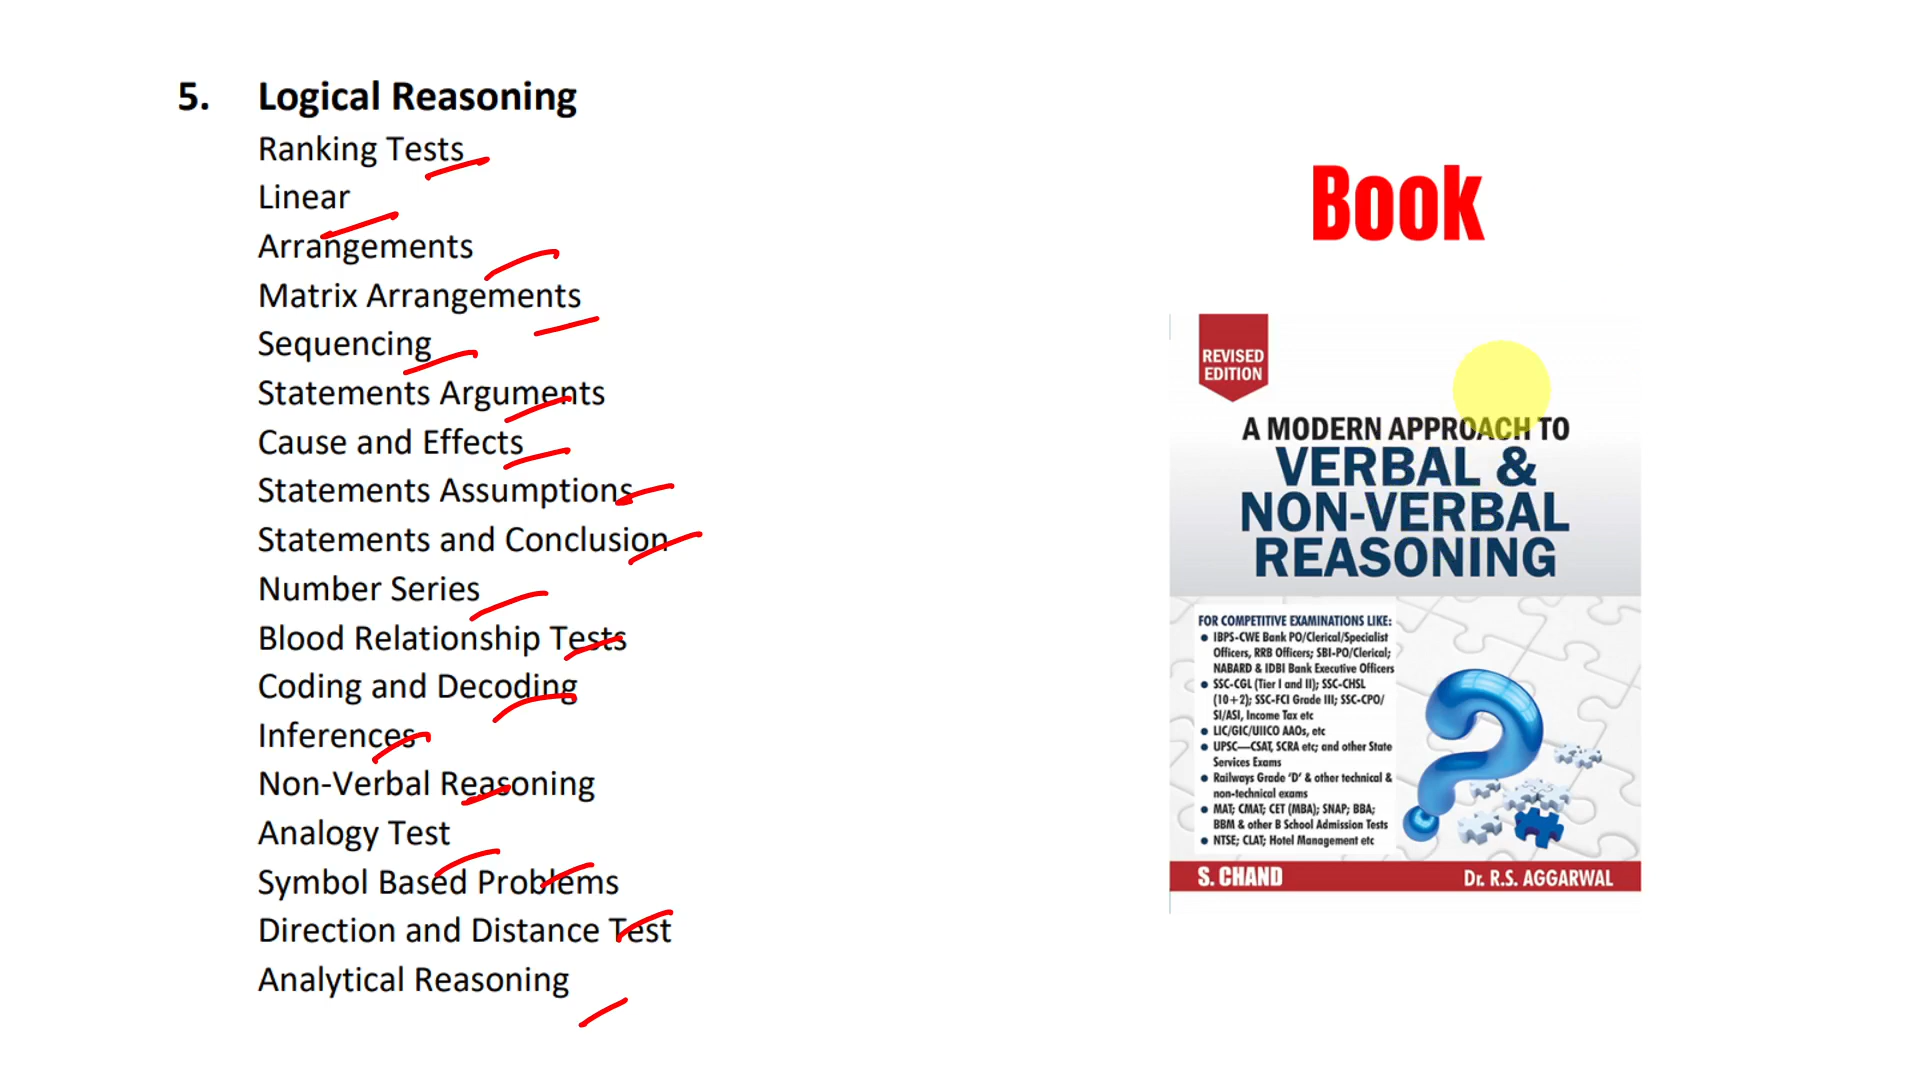 5. Logical Reasoning
Ranking Tests
Linear
Arrangements
Matrix Arrangements
Sequencing
Statements Arguments
Cause and Effects
Statements Assumptions
Statements and Conclusion
Number Series
Blood Relationship Tests
Coding and Decoding
Inferences
Non-Verbal Reasoning
Analogy Test
Symbol Based Problems
Direction and Distance Test
Analytical Reasoning
Book
REVISED
EDITION
A MODERN APPROACH TO
VERBAL &
NON-VERBAL
REASONING
FOR COMPETITIVE EXAMINATIONS LIKE:
• IBPS-CWE Bank PO/Clerical/Specialist
Officers, RRB Officers; SBI-PO/Clerical;
NABARD & IDBI Bank Executive Officers
• SSC-CGL (Tier I and II); SSC-CHSL
(10+2); SSC-FCI Grade III; SSC-CPO/
SI/ASI, Income Tax etc
• LIC/GIC/UIICO AAOs, etc
• UPSC—CSAT, SCRA etc; and other State
Services Exams
• Railways Grade 'D' & other technical &
non-technical exams
• MAT; CMAT; CET (MBA); SNAP; BBA;
BBM & other B School Admission Tests
• NTSE; CLAT; Hotel Management etc
S. CHAND
Dr. R.S. AGGARWAL